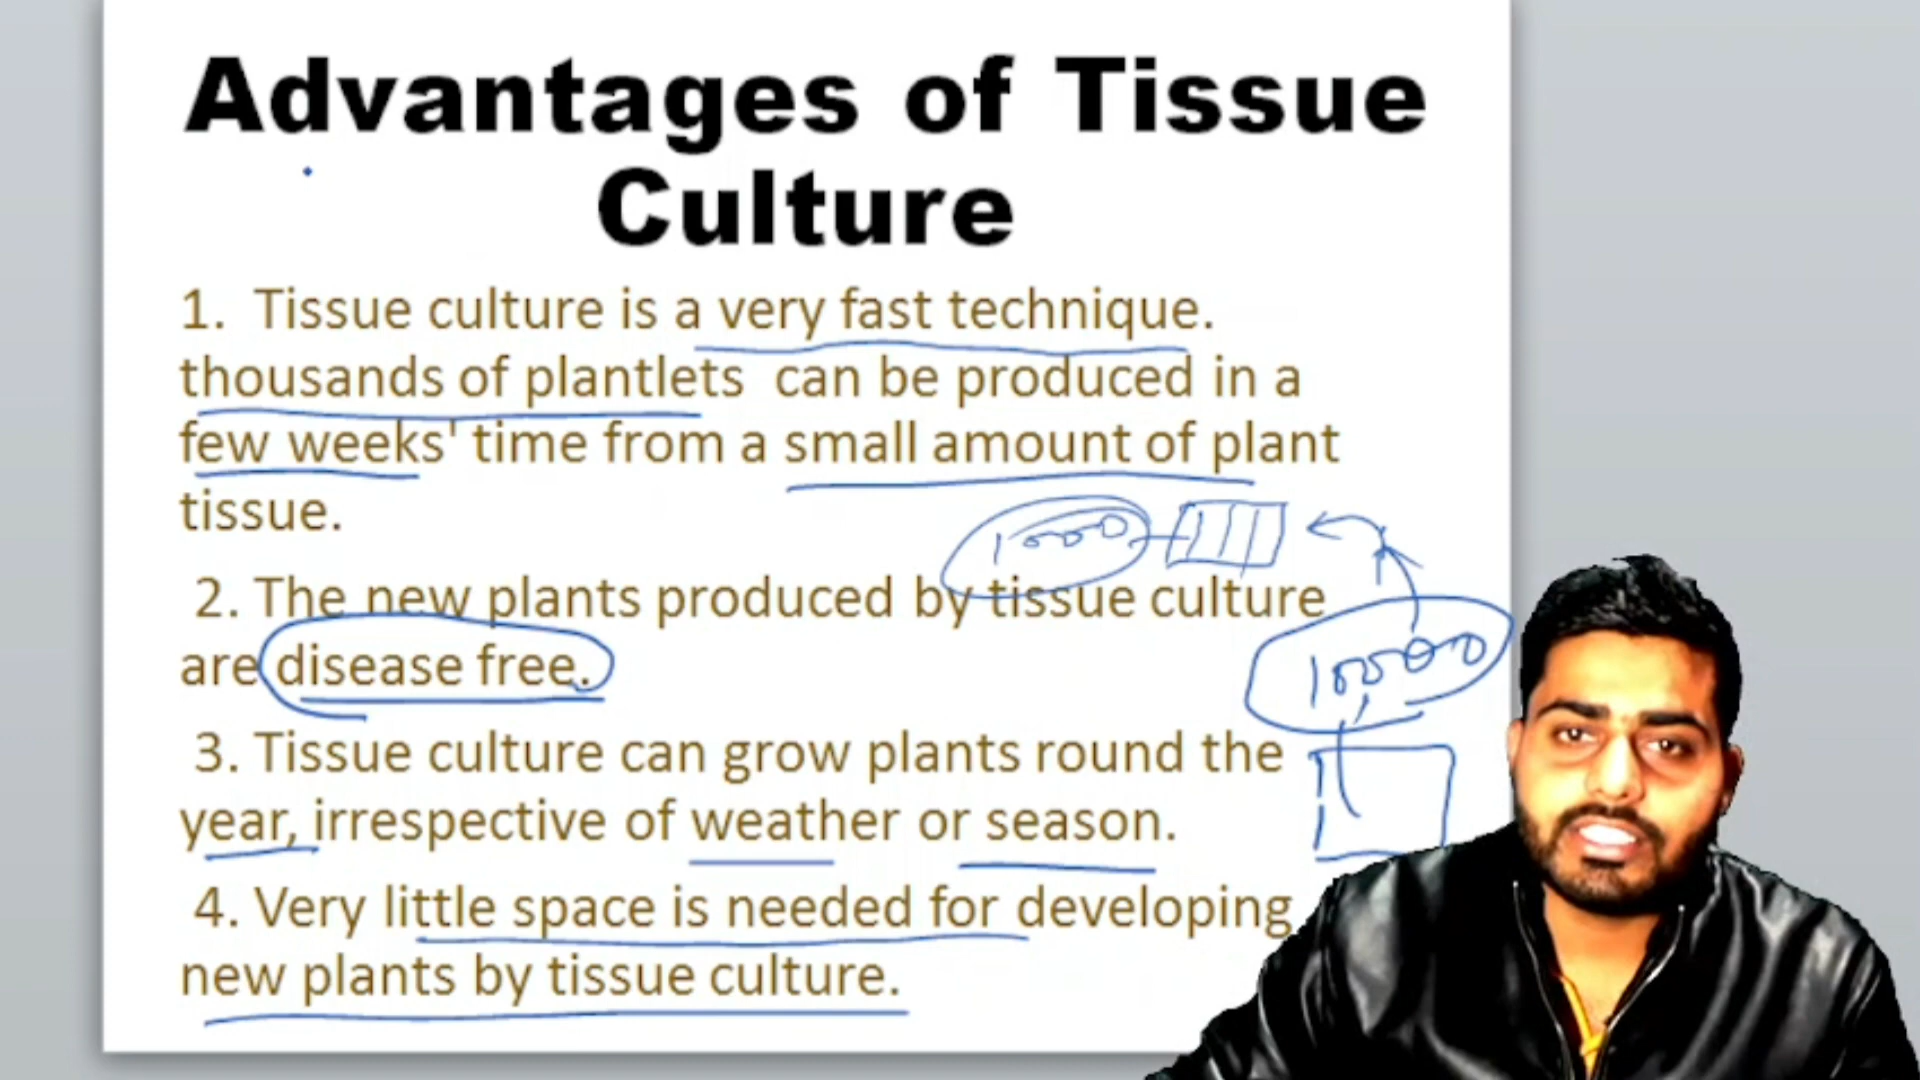 Advantages of Tissue
Culture
1. Tissue culture is a very fast technique.
thousands of plantlets can be produced in a
few weeks' time from a small amount of plant
tissue.
1000
2. The new plants produced by tissue culture
are disease free.
3. Tissue culture can grow plants round the
year, irrespective of weather or season.
4. Very little space is needed for developing
new plants by tissue culture.